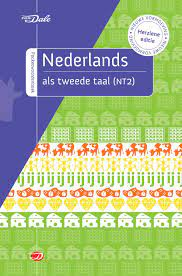 van Dale
Pocketwoordenboek
Nederlands
als tweede taal (NT2)
Herziene
editie